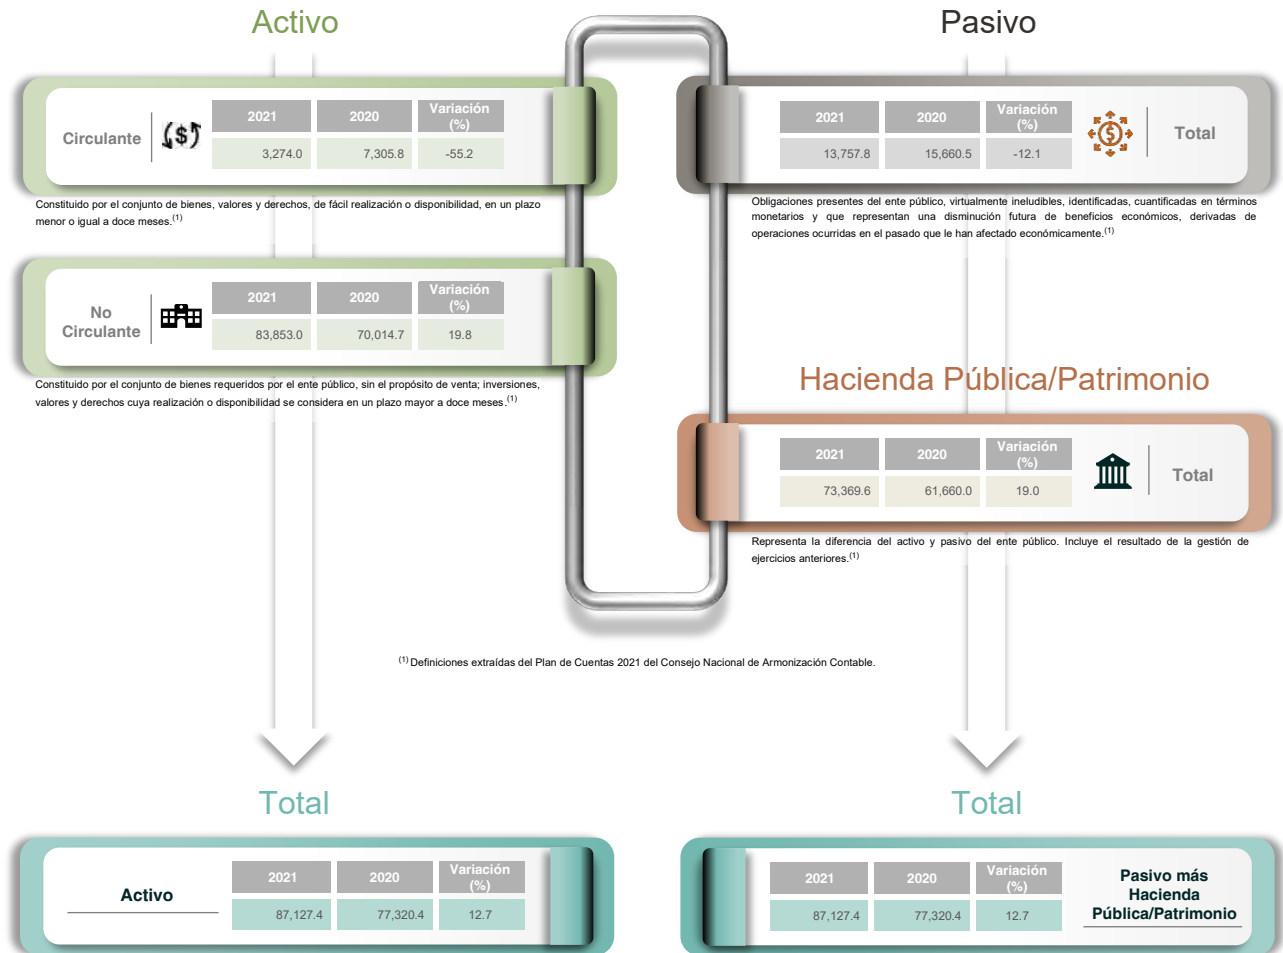 Activo
2021 2020 Variación
(%)
Circulante
3,274.0 7,305.8 -55.2
Constituido por el conjunto de bienes, valores y derechos, de fácil realización o disponibilidad, en un plazo
menor o igual a doce meses.(1)
2021 2020 Variación
(%)
No
Circulante
83,853.0 70,014.7 19.8
Constituido por el conjunto de bienes requeridos por el ente público, sin el propósito de venta; inversiones,
valores y derechos cuya realización o disponibilidad se considera en un plazo mayor a doce meses.(1)
Pasivo
2021 2020 Variación
(%)
Total
13,757.8 15,660.5 -12.1
Obligaciones presentes del ente público, virtualmente ineludibles, identificadas, cuantificadas en términos
monetarios y que representan una disminución futura de beneficios económicos, derivadas de
operaciones ocurridas en el pasado que le han afectado económicamente.(1)
Hacienda Pública/Patrimonio
2021 2020 Variación
(%)
Total
73,369.6 61,660.0 19.0
Representa la diferencia del activo y pasivo del ente público. Incluye el resultado de la gestión de
ejercicios anteriores.(1)
(1) Definiciones extraídas del Plan de Cuentas 2021 del Consejo Nacional de Armonización Contable.
Total
Activo
2021 2020 Variación
(%)
87,127.4 77,320.4 12.7
Total
2021 2020 Variación
(%)
87,127.4 77,320.4 12.7
Pasivo más
Hacienda
Pública/Patrimonio